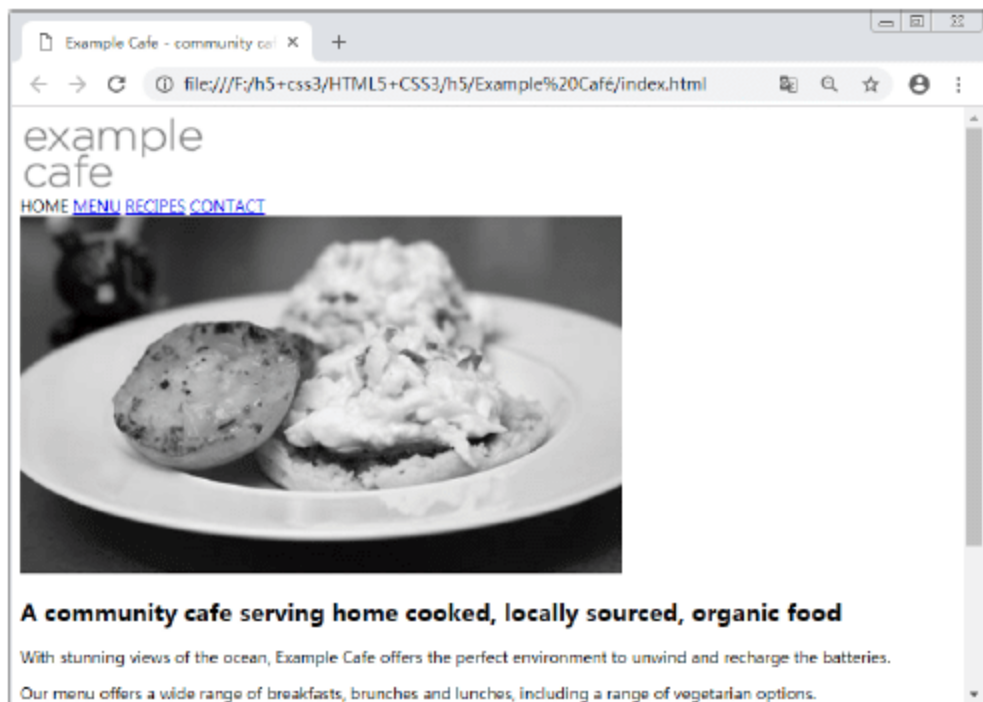 Example Cafe - community caf
file:///F:/h5+css3/HTML5+CSS3/h5/Example%20Café/index.html
example
cafe
HOME MENU RECIPES CONTACT
A community cafe serving home cooked, locally sourced, organic food
With stunning views of the ocean, Example Cafe offers the perfect environment to unwind and recharge the batteries.
Our menu offers a wide range of breakfasts, brunches and lunches, including a range of vegetarian options.